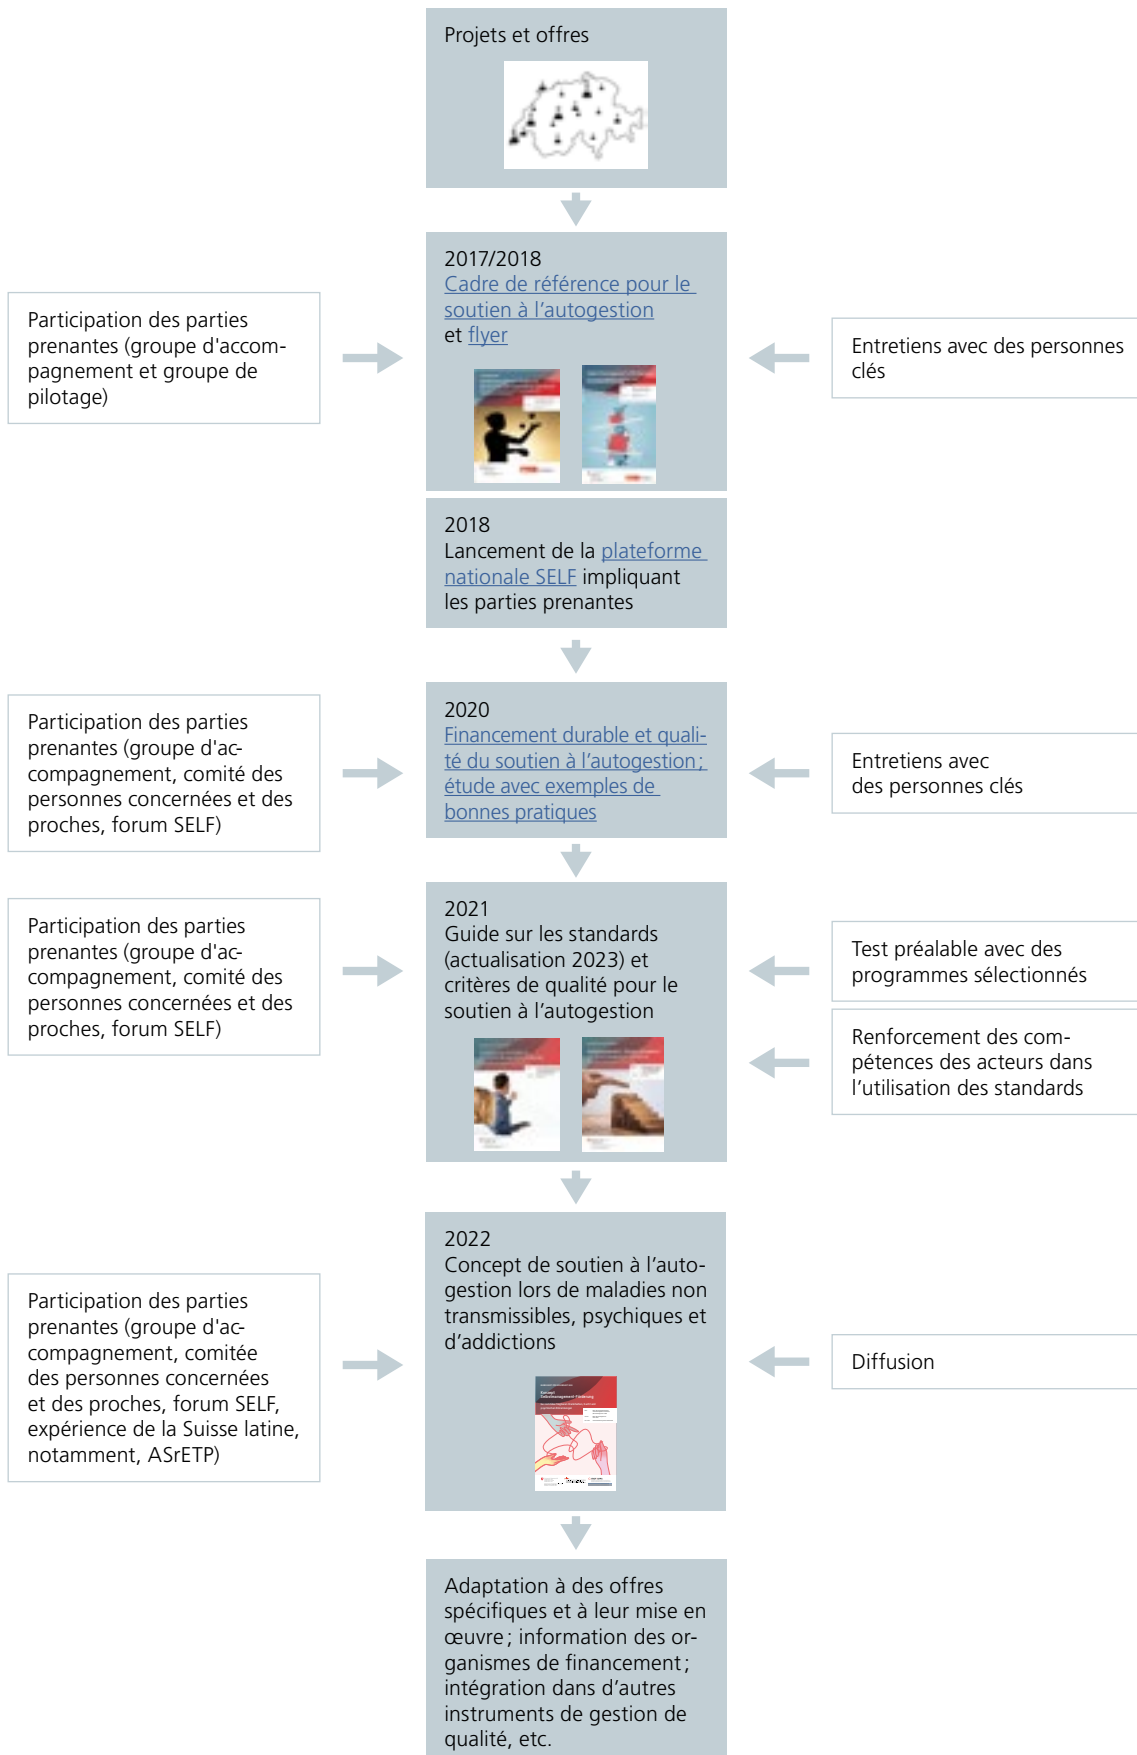 Projets et offres
2017/2018
Cadre de référence pour le
soutien à l'autogestion
et flyer
Participation des parties
prenantes (groupe d'accom-
pagnement et groupe de
pilotage)
Entretiens avec des personnes
clés
2018
Lancement de la plateforme
nationale SELF impliquant
les parties prenantes
2020
Financement durable et quali-
té du soutien à l'autogestion ;
étude avec exemples de
bonnes pratiques
Participation des parties
prenantes (groupe d'ac-
compagnement, comité des
personnes concernées et des
proches, forum SELF)
Entretiens avec
des personnes clés
2021
Guide sur les standards
(actualisation 2023) et
critères de qualité pour le
soutien à l'autogestion
Participation des parties
prenantes (groupe d'ac-
compagnement, comité des
personnes concernées et des
proches, forum SELF)
Test préalable avec des
programmes sélectionnés
Renforcement des com-
pétences des acteurs dans
l'utilisation des standards
2022
Concept de soutien à l'auto-
gestion lors de maladies non
transmissibles, psychiques et
d'addictions
Konzept
Selbstmanagement-Förderung
Participation des parties
prenantes (groupe d'ac-
compagnement, comitée
des personnes concernées
et des proches, forum SELF,
expérience de la Suisse latine,
notamment, ASrETP)
Diffusion
Adaptation à des offres
spécifiques et à leur mise en
œuvre ; information des or-
ganismes de financement ;
intégration dans d'autres
instruments de gestion de
qualité, etc.